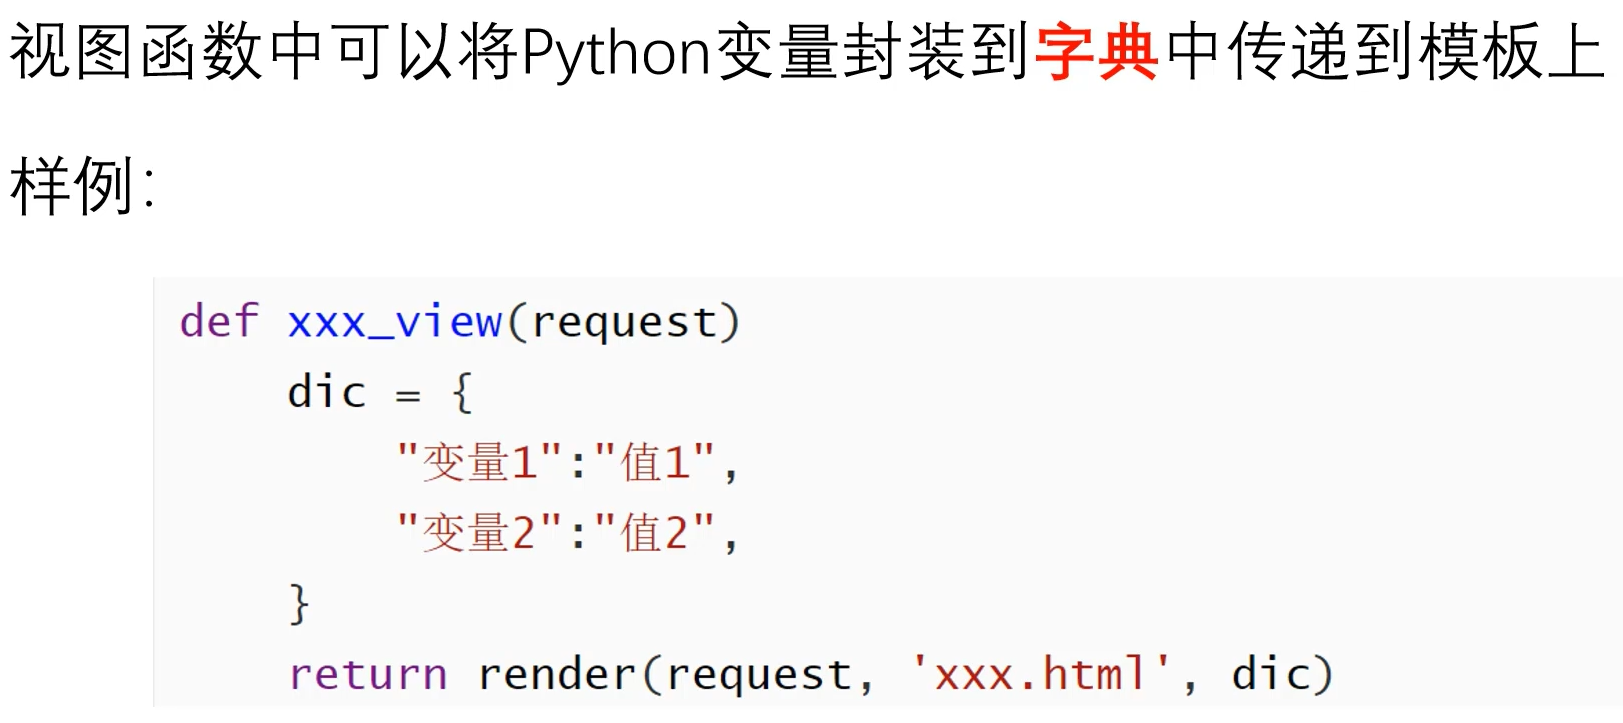 视图函数中可以将Python变量封装到字典中传递到模板上
样例：
def xxx_view(request)
    dic = {
        "变量1":"值1",
        "变量2":"值2",
    }
    return render(request, 'xxx.html', dic)